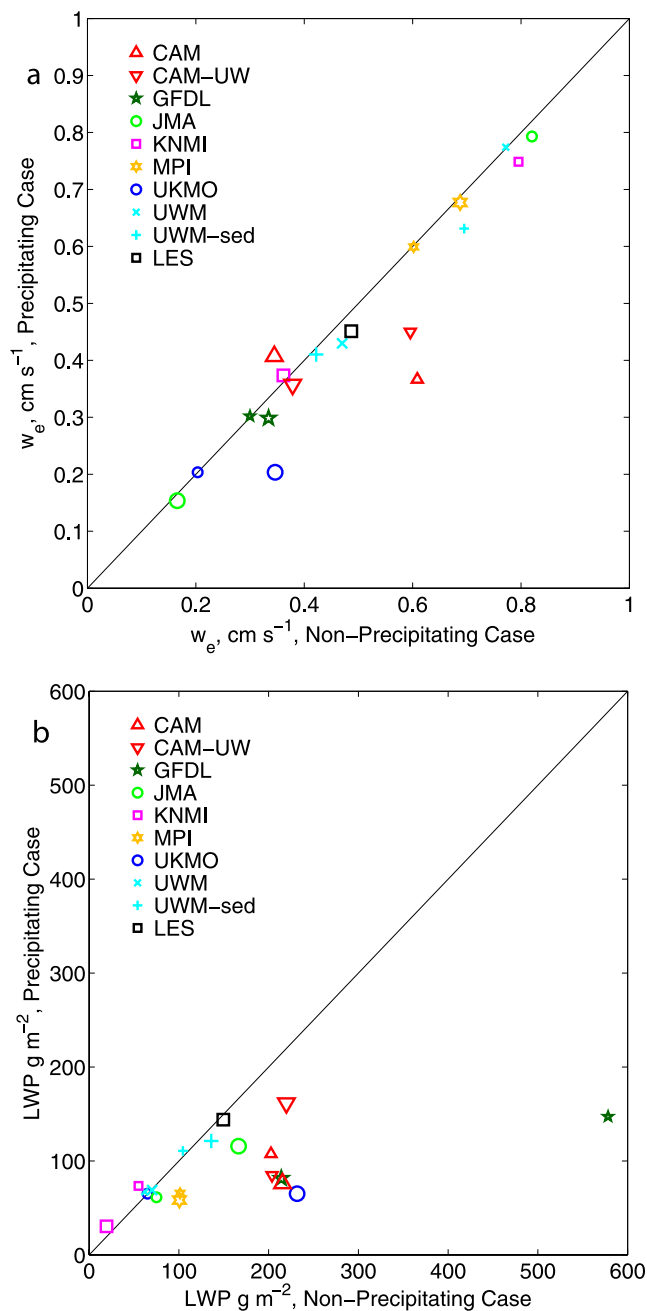 a
1
0.9
0.8
0.7
0.6
0.5
0.4
0.3
0.2
0.1
0
CAM
CAM−UW
GFDL
JMA
KNMI
MPI
UKMO
UWM
UWM−sed
LES
wₑ, cm s⁻¹, Precipitating Case
0 0.2 0.4 0.6 0.8 1
wₑ, cm s⁻¹, Non−Precipitating Case
b
600
500
400
300
200
100
0
CAM
CAM−UW
GFDL
JMA
KNMI
MPI
UKMO
UWM
UWM−sed
LES
LWP g m⁻², Precipitating Case
0 100 200 300 400 500 600
LWP g m⁻², Non−Precipitating Case